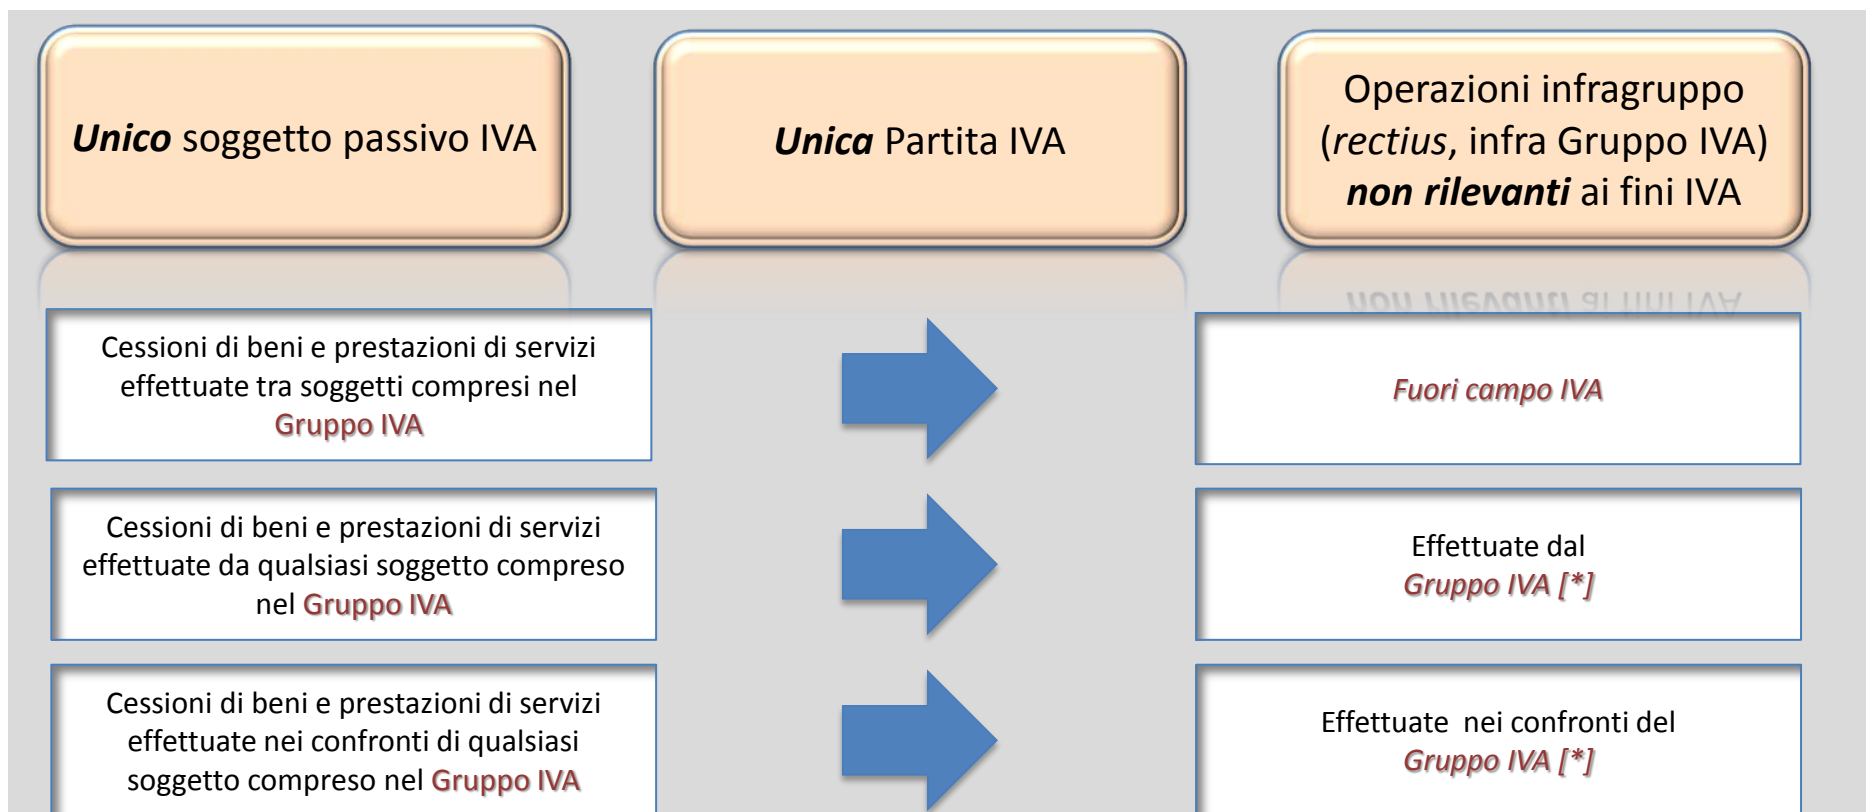 Unico soggetto passivo IVA
Unica Partita IVA
Operazioni infragruppo
(rectius, infra Gruppo IVA)
non rilevanti ai fini IVA
Cessioni di beni e prestazioni di servizi
effettuate tra soggetti compresi nel
Gruppo IVA
Fuori campo IVA
Cessioni di beni e prestazioni di servizi
effettuate da qualsiasi soggetto compreso
nel Gruppo IVA
Effettuate dal
Gruppo IVA [*]
Cessioni di beni e prestazioni di servizi
effettuate nei confronti di qualsiasi
soggetto compreso nel Gruppo IVA
Effettuate nei confronti del
Gruppo IVA [*]